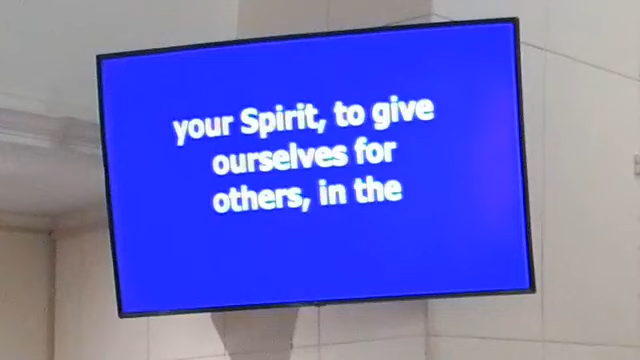 your Spirit, to give
ourselves for
others, in the